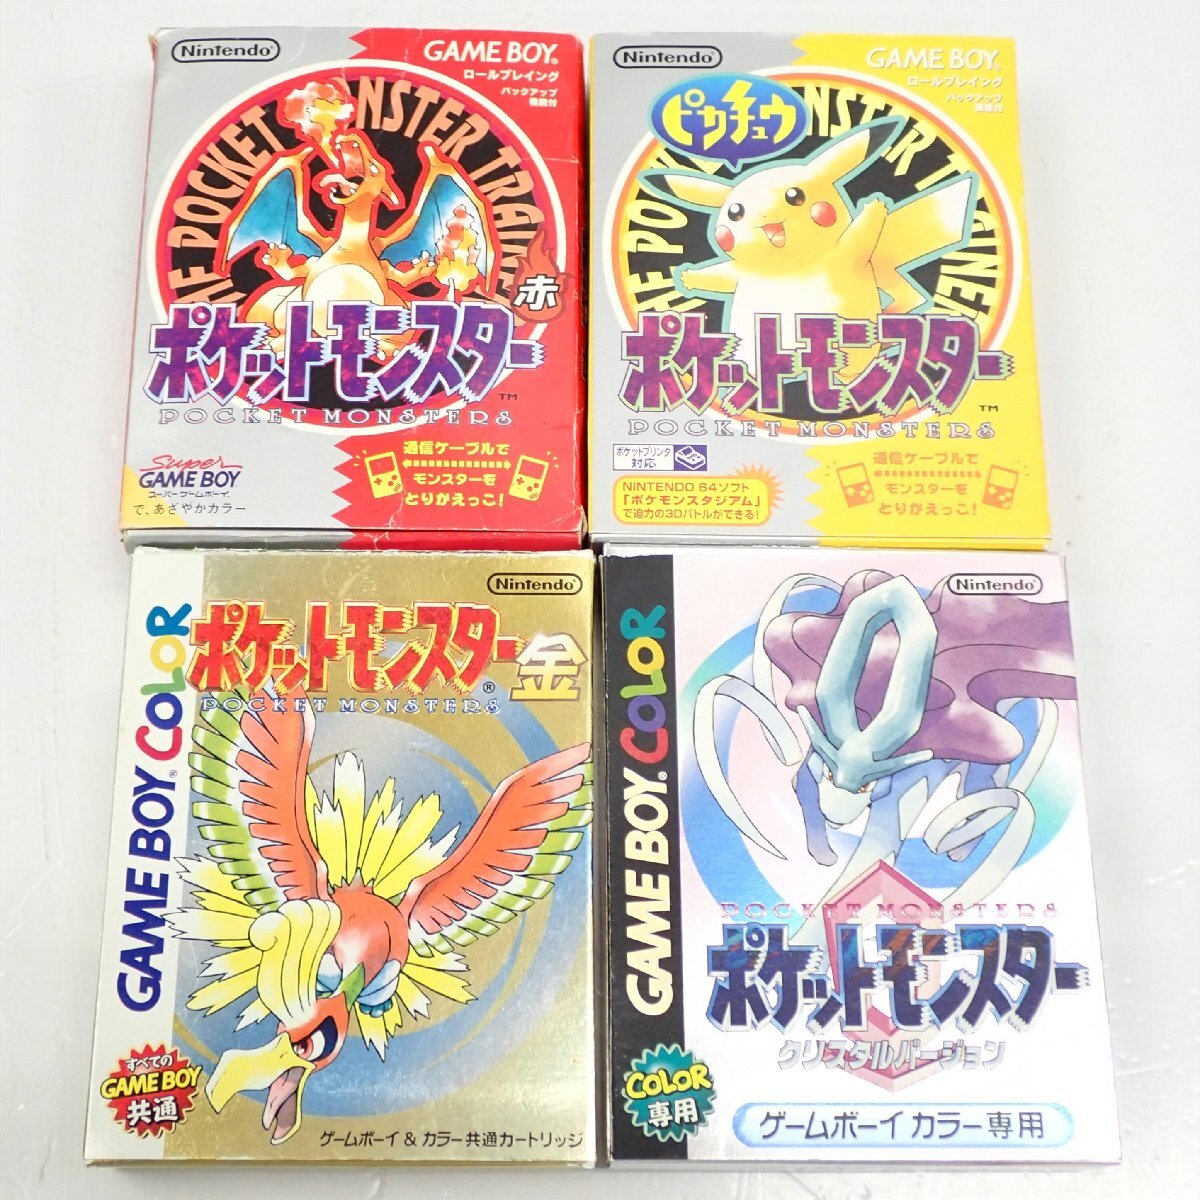 Nintendo
GAME BOY
ロールプレイング
バックアップ
機能付
THE POCKET MONSTER TRAINER
赤
ポケットモンスター
TM
POCKET MONSTERS
Super
GAME BOY
スーパーゲームボーイ
で、あざやかカラー
通信ケーブルで
モンスターを
とりかえっこ!
Nintendo
GAME BOY
ロールプレイング
バックアップ
機能付
ピカチュウ
ポケットモンスター
TM
POCKET MONSTERS
ポケットプリンタ
対応
NINTENDO 64ソフト
「ポケモンスタジアム」
で迫力の3Dバトルができる!
通信ケーブルで
モンスターを
とりかえっこ!
GAME BOY COLOR
Nintendo
ポケットモンスター
金
®
POCKET MONSTERS
すべての
GAME BOY
共通
ゲームボーイ & カラー共通カートリッジ
GAME BOY COLOR
Nintendo
POCKET MONSTERS
ポケットモンスター
クリスタルバージョン
COLOR
専用
ゲームボーイ カラー専用